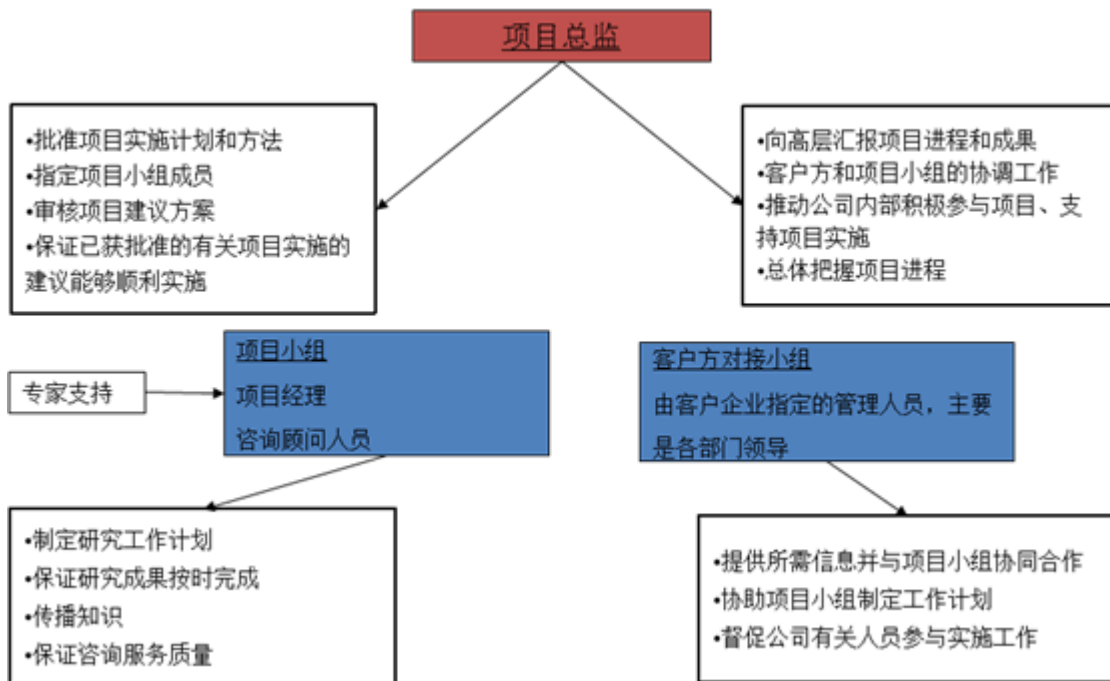 项目总监
•批准项目实施计划和方法
•指定项目小组成员
•审核项目建议方案
•保证已获批准的有关项目实施的
建议能够顺利实施
•向高层汇报项目进程和成果
•客户方和项目小组的协调工作
•推动公司内部积极参与项目、支
持项目实施
•总体把握项目进程
专家支持
项目小组
项目经理
咨询顾问人员
客户方对接小组
由客户企业指定的管理人员，主要
是各部门领导
•制定研究工作计划
•保证研究成果按时完成
•传播知识
•保证咨询服务质量
•提供所需信息并与项目小组协同合作
•协助项目小组制定工作计划
•督促公司有关人员参与实施工作